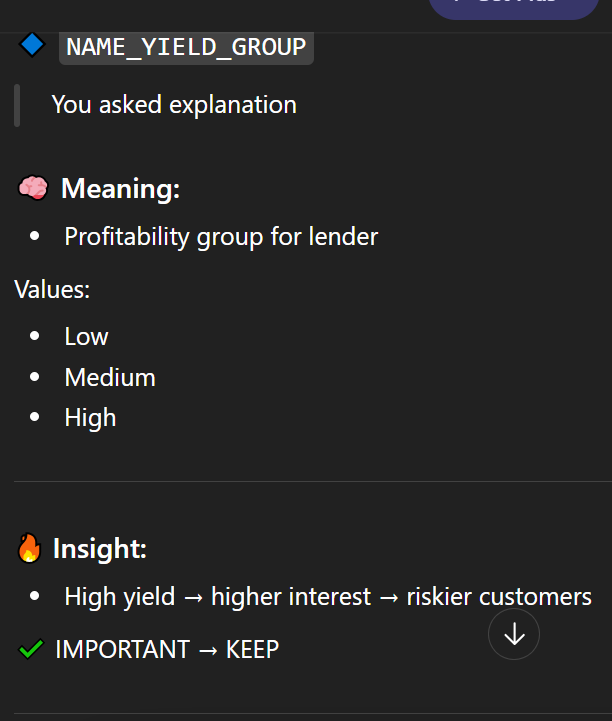 NAME_YIELD_GROUP
You asked explanation
Meaning:
Profitability group for lender
Values:
Low
Medium
High
Insight:
High yield → higher interest → riskier customers
IMPORTANT → KEEP